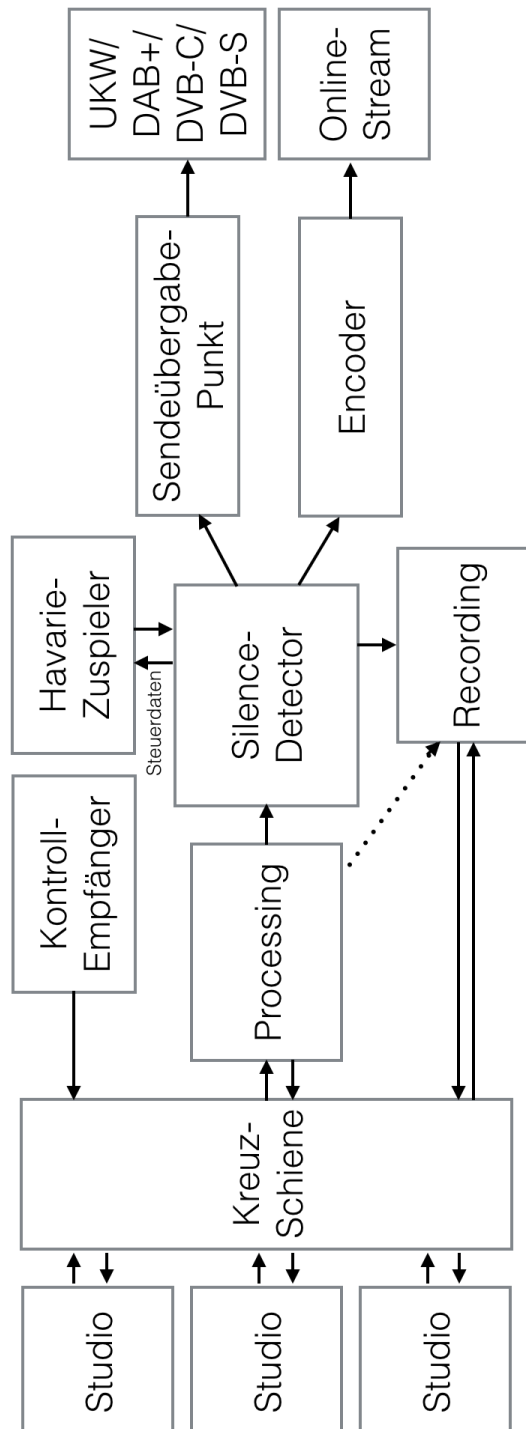 Studio
Studio
Studio
Kreuz-
Schiene
Kontroll-
Empfänger
Processing
Havarie-
Zuspieler
Steuerdaten
Silence-
Detector
Recording
Sendeübergabe-
Punkt
Encoder
UKW/
DAB+/
DVB-C/
DVB-S
Online-
Stream